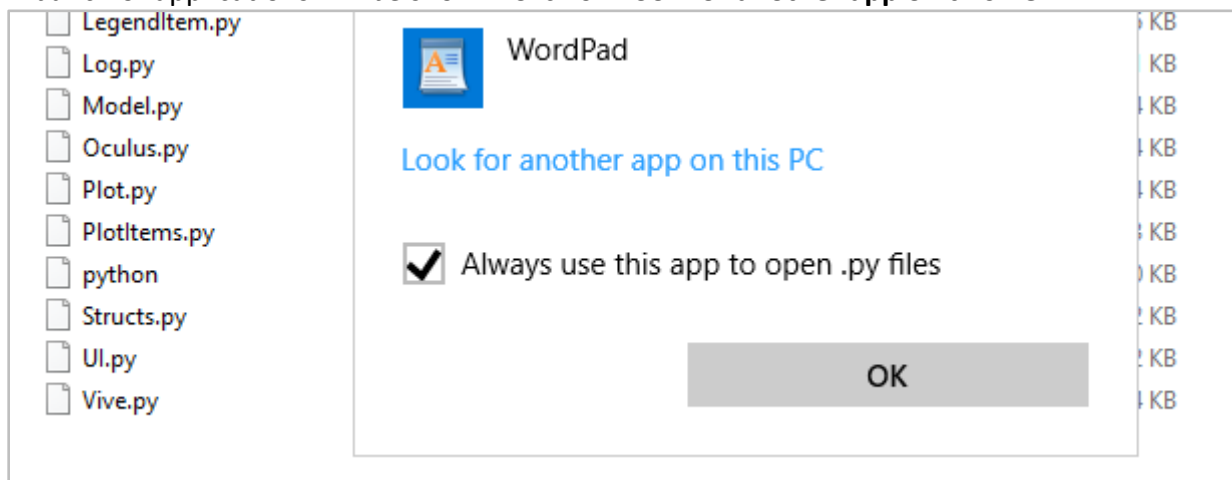 LegendItem.py
Log.py
Model.py
Oculus.py
Plot.py
PlotItems.py
python
Structs.py
UI.py
Vive.py
WordPad
Look for another app on this PC
Always use this app to open .py files
OK
KB
KB
KB
KB
KB
KB
KB
KB
KB
KB